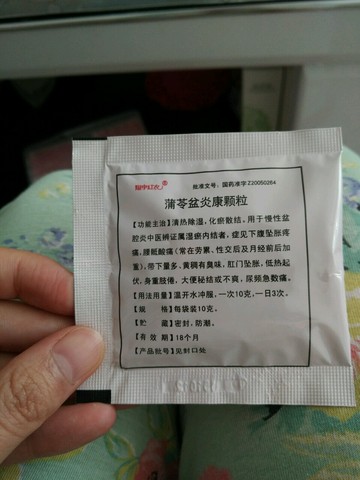 批准文号：国药准字Z20050264
蒲苓盆炎康颗粒
【功能主治】清热除湿，化瘀散结，用于慢性盆
腔炎中医辨证属湿瘀内结者，症见下腹坠胀疼
痛，腰骶酸痛（常在劳累、性交后及月经前后加
重），带下量多，黄稠有臭味，肛门坠胀，低热起
伏，身重肢倦，大便秘结或不爽，尿频急数痛。
【用法用量】温开水冲服，一次10克，一日3次。
【规　　格】每袋装10克。
【贮　　藏】密封，防潮。
【有 效 期】18个月
【产品批号】见封口处